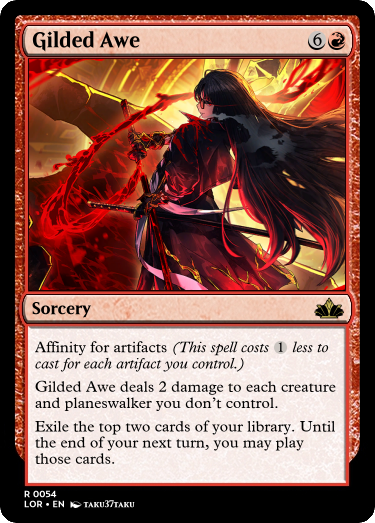 Gilded Awe 6
Sorcery
Affinity for artifacts (This spell costs 1 less to
cast for each artifact you control.)
Gilded Awe deals 2 damage to each creature
and planeswalker you don't control.
Exile the top two cards of your library. Until
the end of your next turn, you may play
those cards.
R 0054
LOR • EN TAKU37TAKU